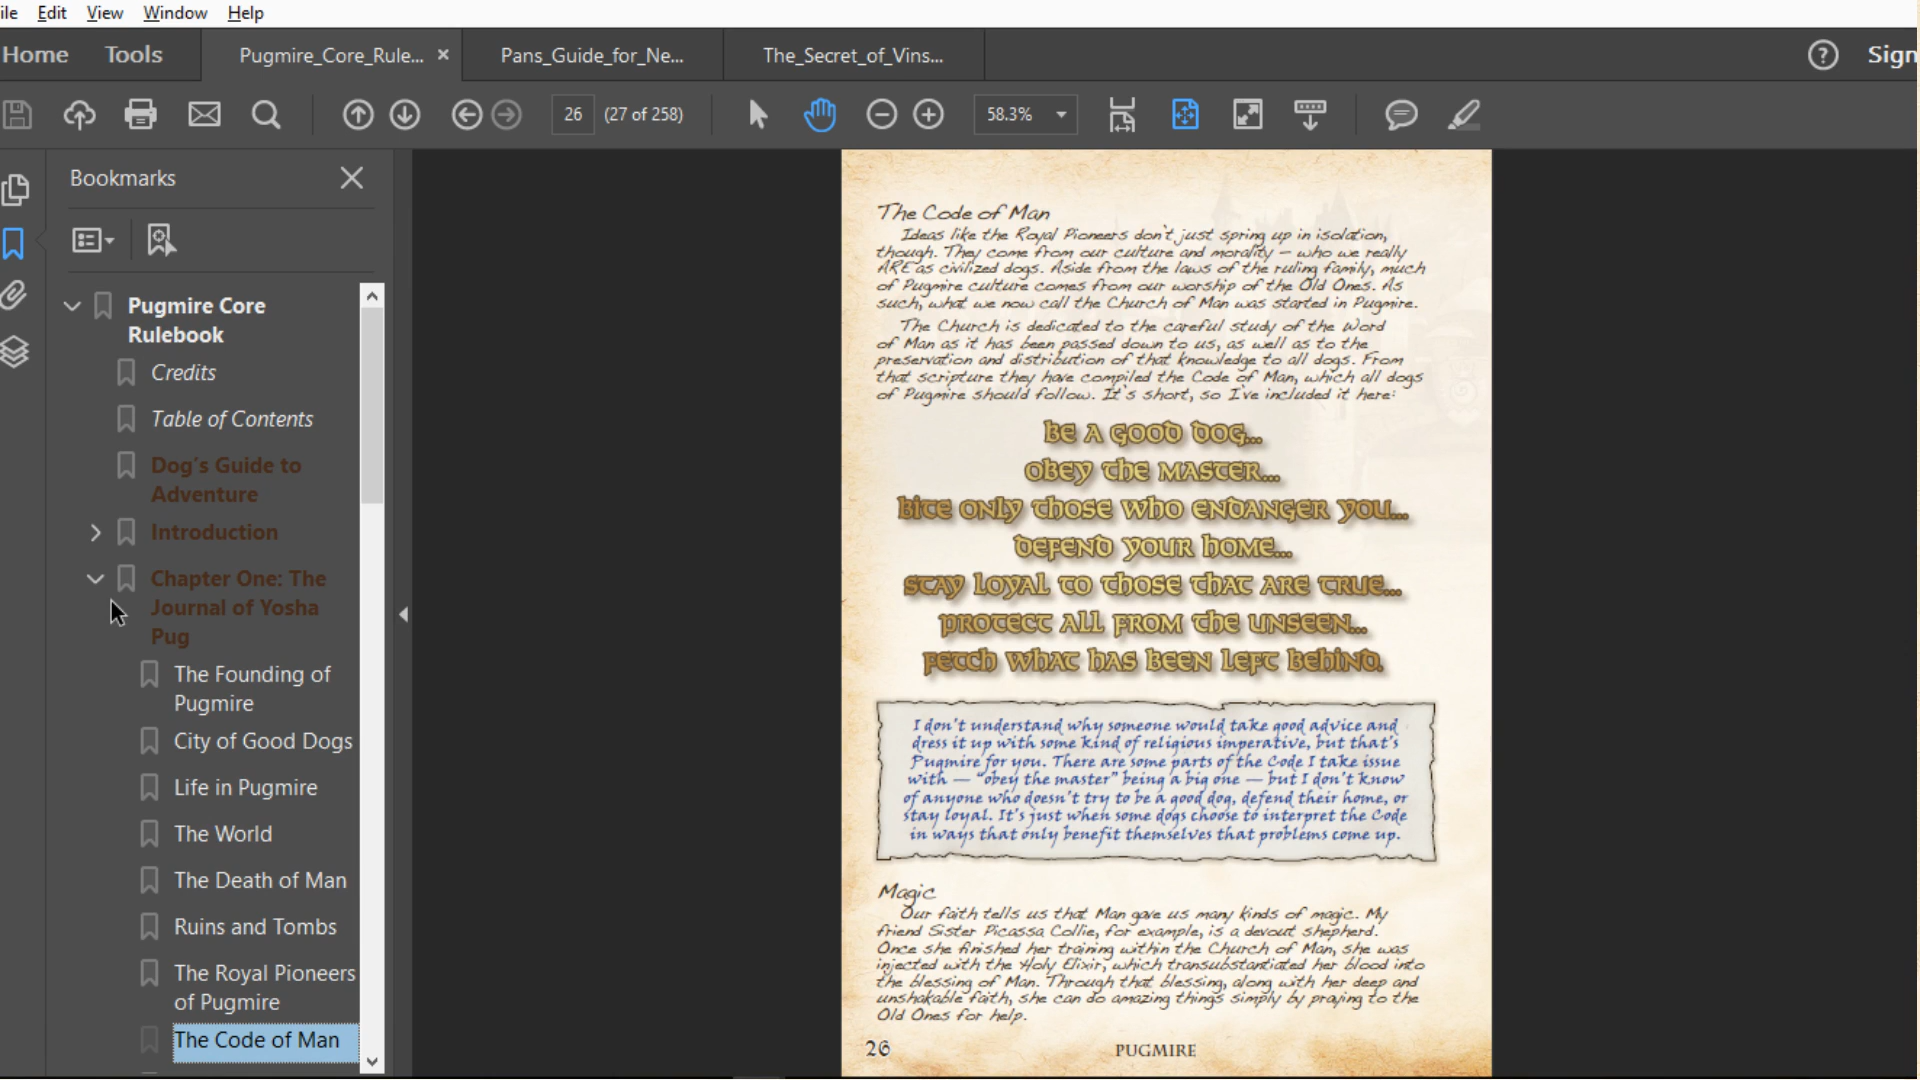 ile Edit View Window Help
Home Tools Pugmire_Core_Rule... × Pans_Guide_for_Ne... The_Secret_of_Vins... ? Sign
26 (27 of 258) 58.3%
Bookmarks
Pugmire Core
Rulebook
Credits
Table of Contents
Dog's Guide to
Adventure
Introduction
Chapter One: The
Journal of Yosha
Pug
The Founding of
Pugmire
City of Good Dogs
Life in Pugmire
The World
The Death of Man
Ruins and Tombs
The Royal Pioneers
of Pugmire
The Code of Man
The Code of Man
Ideas like the Royal Pioneers don't just spring up in isolation,
though. They come from our culture and morality – who we really
ARE as civilized dogs. Aside from the laws of the ruling family, much
of Pugmire culture comes from our worship of the Old Ones. As
such, what we now call the Church of Man was started in Pugmire.
The Church is dedicated to the careful study of the Word
of Man as it has been passed down to us, as well as to the
preservation and distribution of that knowledge to all dogs. From
that scripture they have compiled the Code of Man, which all dogs
of Pugmire should follow. It's short, so I've included it here:
Be a good dog...
Obey the master...
Bite only those who endanger you...
Defend your home...
Stay loyal to those that are true...
Protect all from the unseen...
Fetch what has been left behind.
I don't understand why someone would take good advice and
dress it up with some kind of religious imperative, but that's
Pugmire for you. There are some parts of the Code I take issue
with — "obey the master" being a big one — but I don't know
of anyone who doesn't try to be a good dog, defend their home, or
stay loyal. It's just when some dogs choose to interpret the Code
in ways that only benefit themselves that problems come up.
Magic
Our faith tells us that Man gave us many kinds of magic. My
friend Sister Picassa Collie, for example, is a devout shepherd.
Once she finished her training within the Church of Man, she was
injected with the Holy Elixir, which transubstantiated her blood into
the blessing of Man. Through that blessing, along with her deep and
unshakable faith, she can do amazing things simply by praying to the
Old Ones for help.
26 PUGMIRE